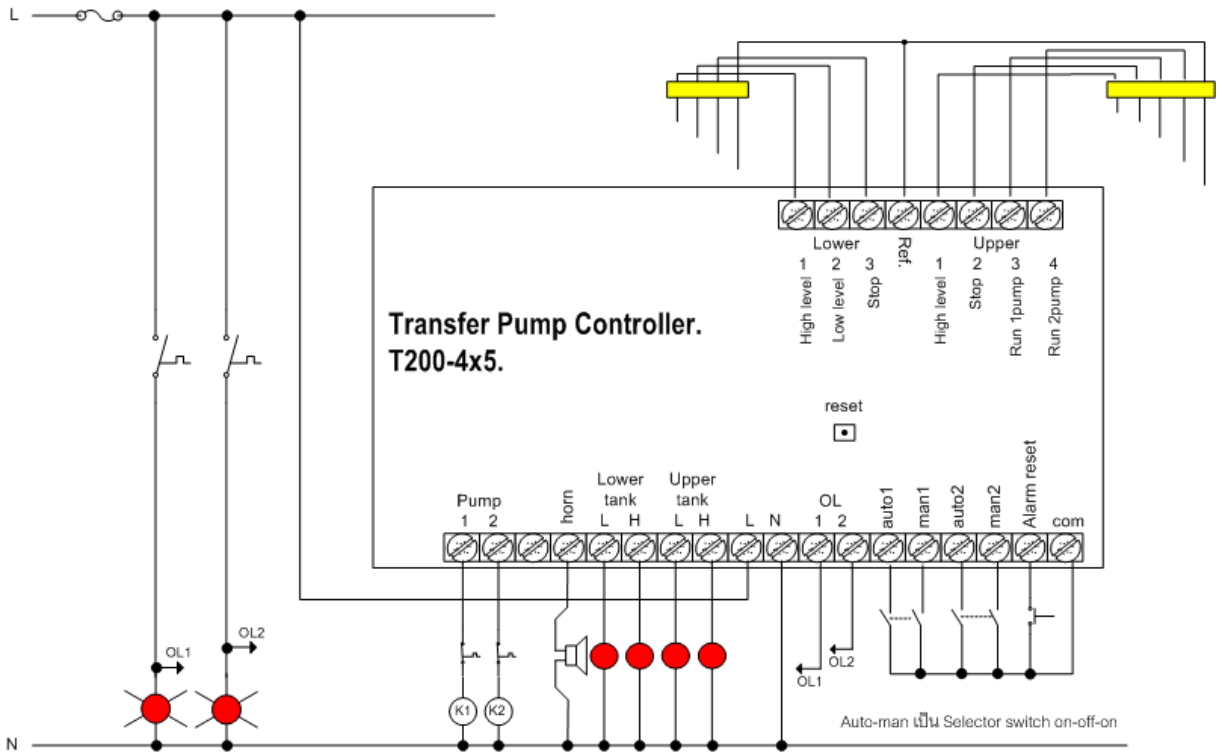 L
Lower
Ref.
Upper
1 2 3 1 2 3 4
High level
Low level
Stop
High level
Stop
Run 1pump
Run 2pump
Transfer Pump Controller.
T200-4x5.
reset
Pump
1 2
horn
Lower
tank
L H
Upper
tank
L H
L N
OL
1 2
auto1
man1
auto2
man2
Alarm reset
com
OL1
OL2
K1
K2
OL1
OL2
Auto-man เป็น Selector switch on-off-on
N